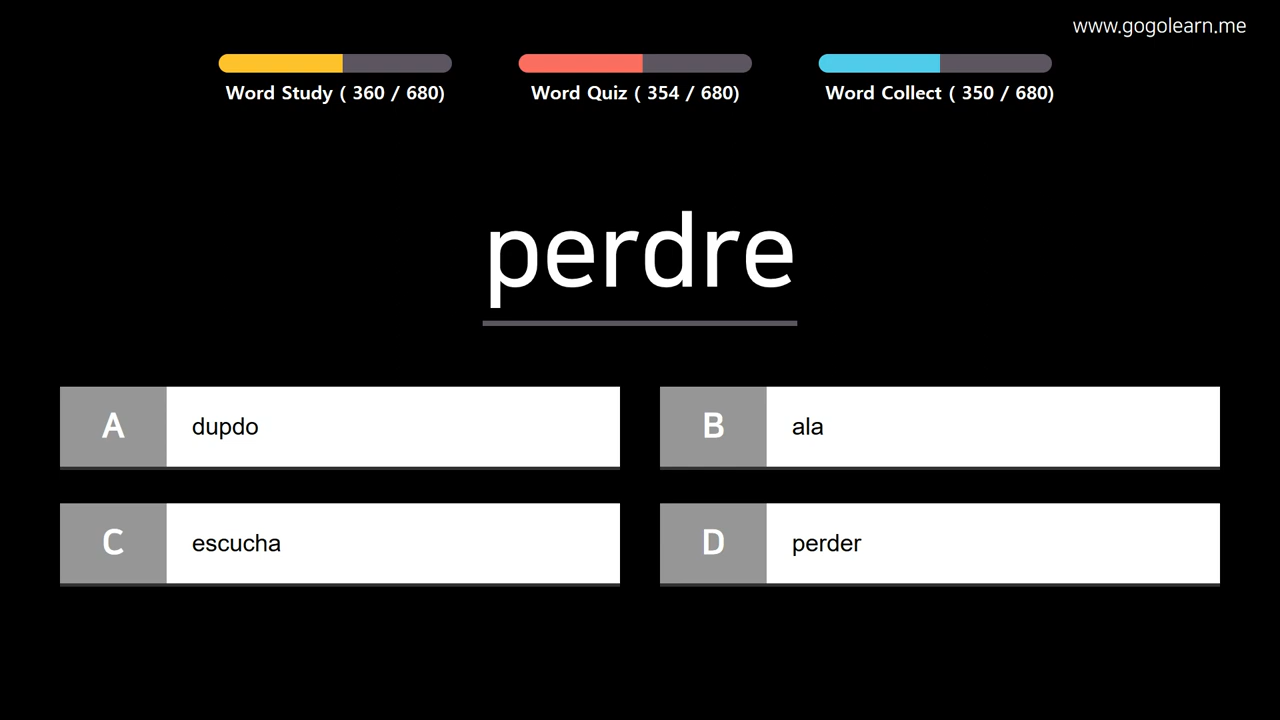 www.gogolearn.me
Word Study ( 360 / 680)
Word Quiz ( 354 / 680)
Word Collect ( 350 / 680)
perdre
A dupdo
B ala
C escucha
D perder